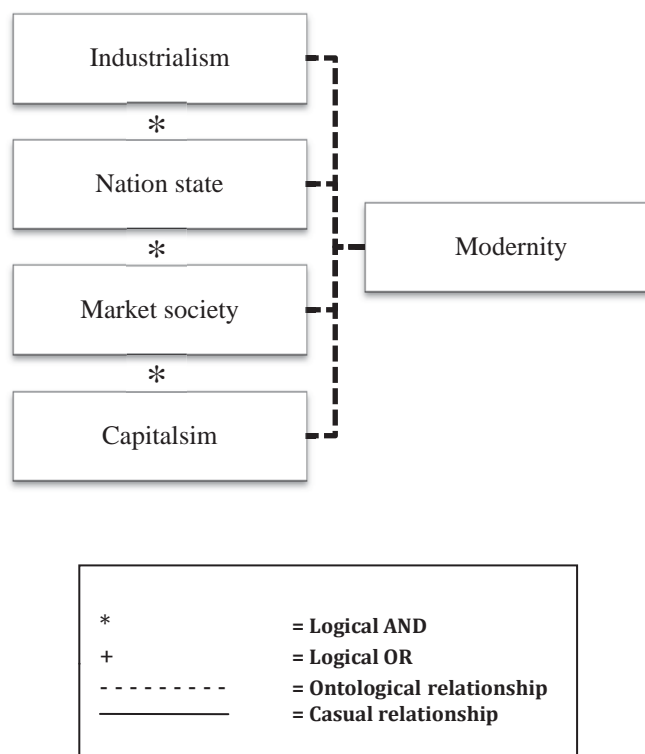 Industrialism
*
Nation state
*
Modernity
Market society
*
Capitalsim
* = Logical AND
+ = Logical OR
- - - - - - - - - = Ontological relationship
= Casual relationship